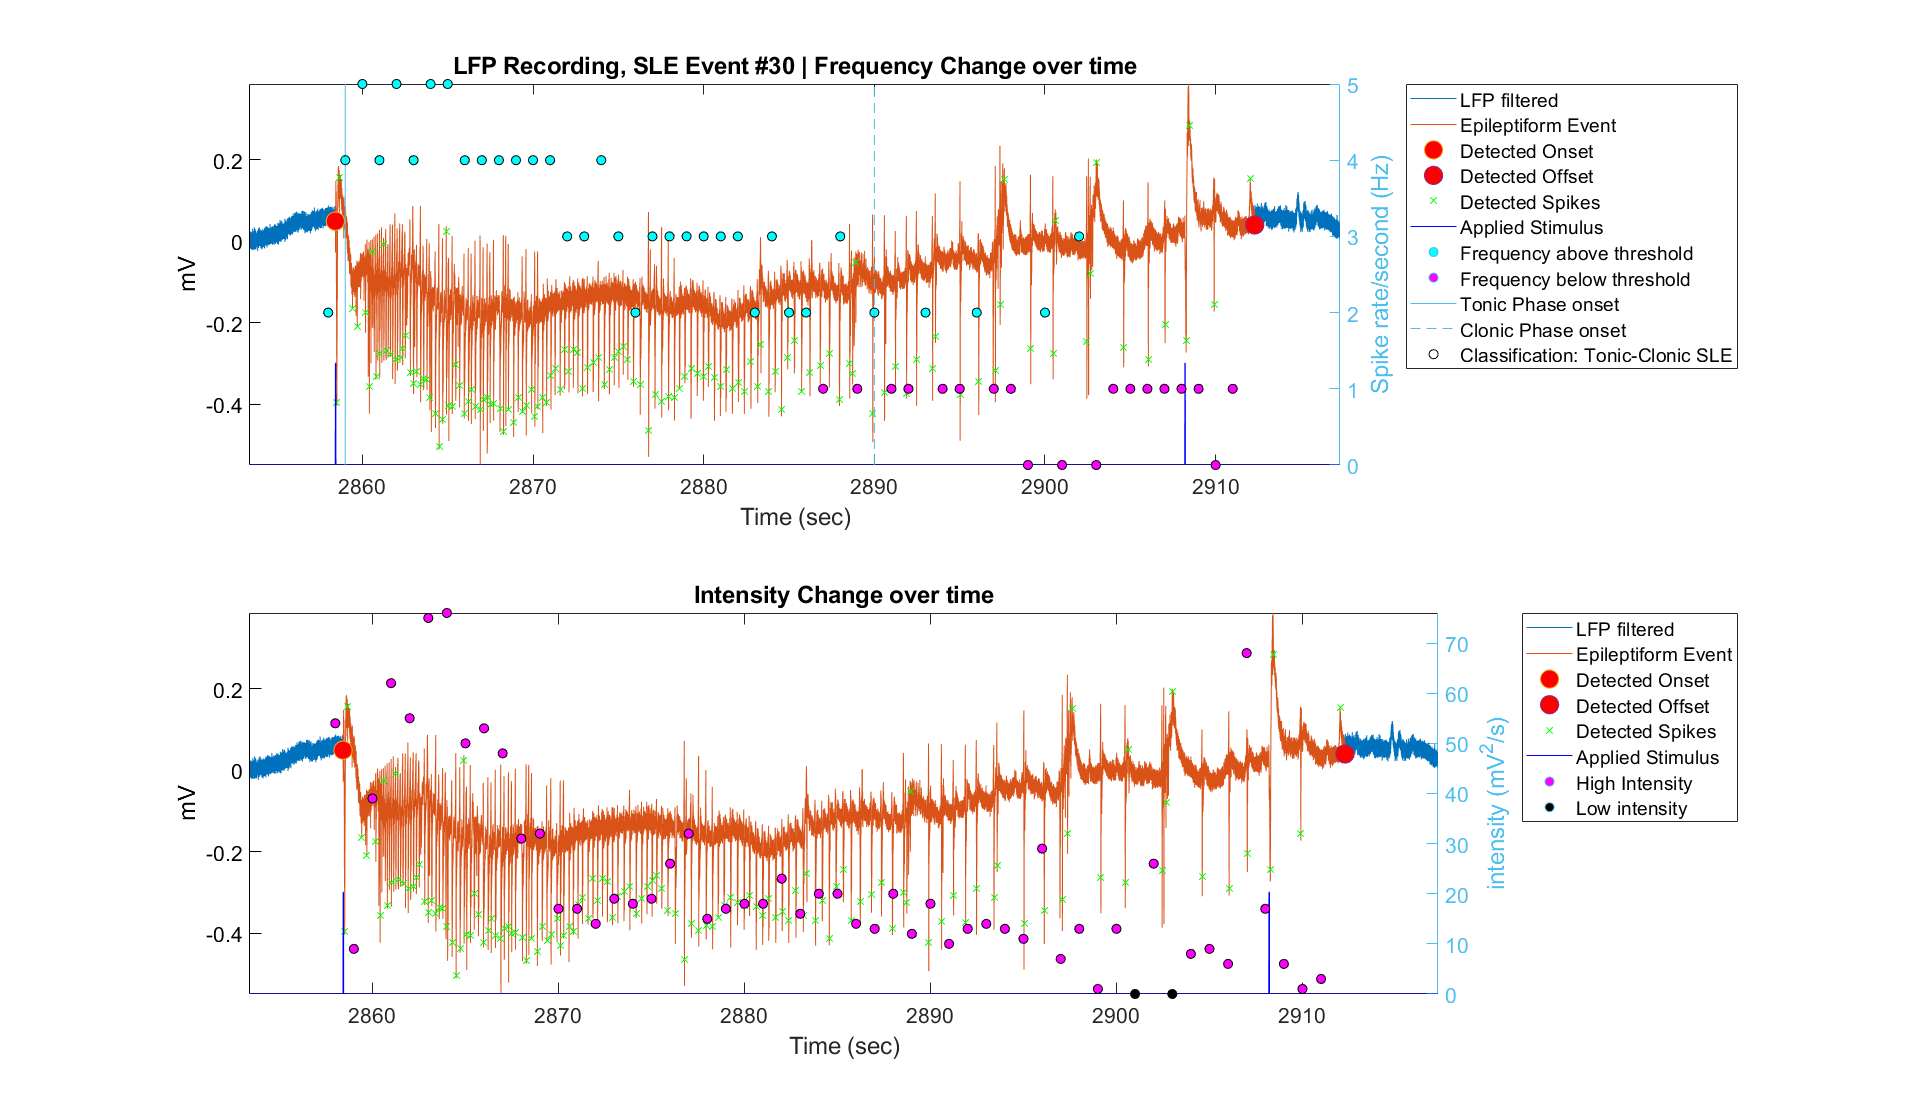 LFP Recording, SLE Event #30 | Frequency Change over time
0.2
0
-0.2
-0.4
mV
2860 2870 2880 2890 2900 2910
Time (sec)
5
4
3
2
1
0
Spike rate/second (Hz)
LFP filtered
Epileptiform Event
Detected Onset
Detected Offset
Detected Spikes
Applied Stimulus
Frequency above threshold
Frequency below threshold
Tonic Phase onset
Clonic Phase onset
Classification: Tonic-Clonic SLE
Intensity Change over time
0.2
0
-0.2
-0.4
mV
2860 2870 2880 2890 2900 2910
Time (sec)
70
60
50
40
30
20
10
0
intensity (mV²/s)
LFP filtered
Epileptiform Event
Detected Onset
Detected Offset
Detected Spikes
Applied Stimulus
High Intensity
Low intensity